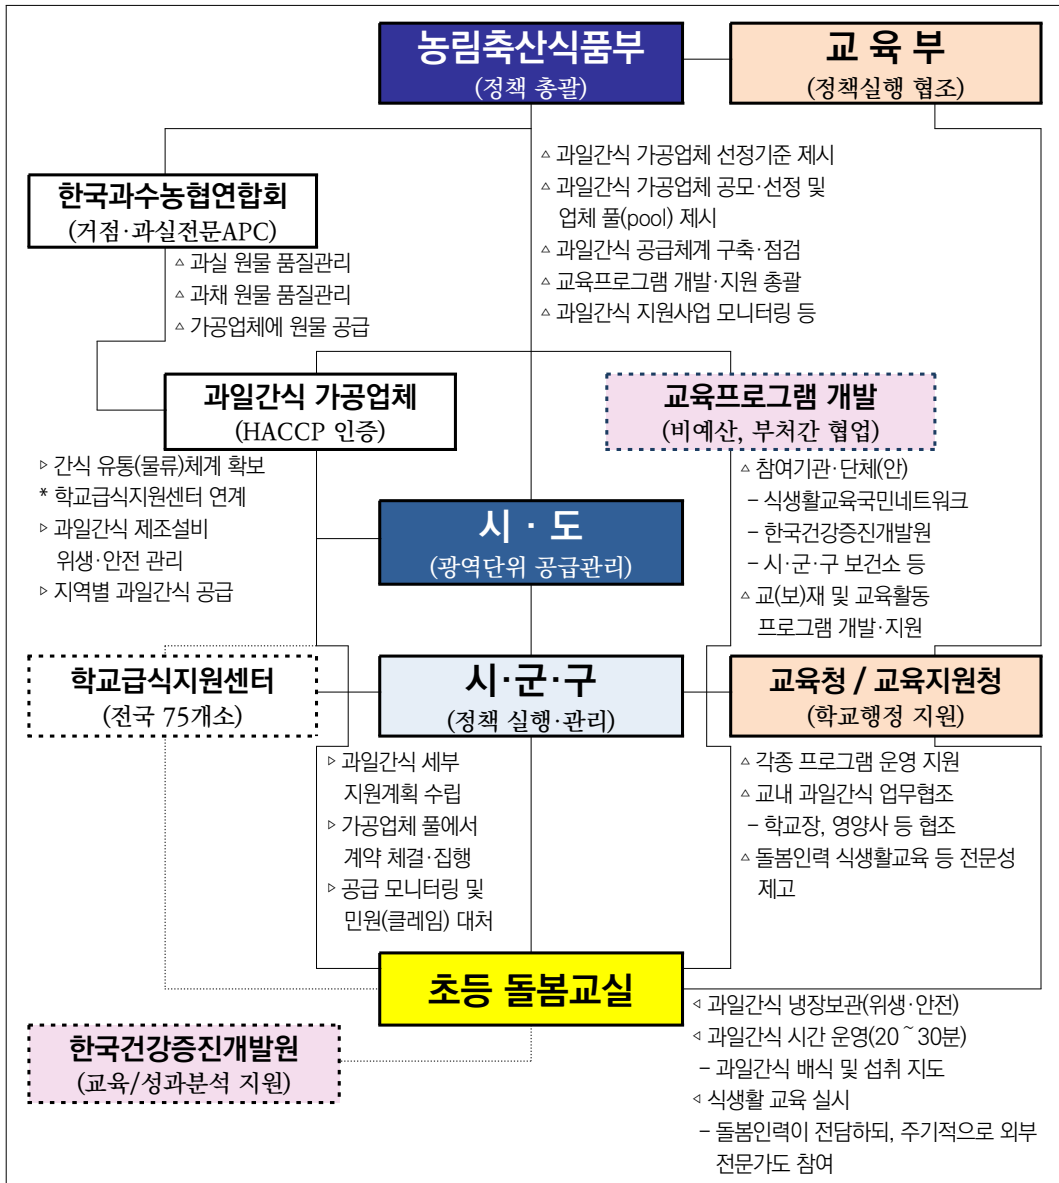 농림축산식품부
(정책 총괄)
교 육 부
(정책실행 협조)
한국과수농협연합회
(거점·과실전문APC)
▵ 과실 원물 품질관리
▵ 과채 원물 품질관리
▵ 가공업체에 원물 공급
▵ 과일간식 가공업체 선정기준 제시
▵ 과일간식 가공업체 공모·선정 및
업체 풀(pool) 제시
▵ 과일간식 공급체계 구축·점검
▵ 교육프로그램 개발·지원 총괄
▵ 과일간식 지원사업 모니터링 등
과일간식 가공업체
(HACCP 인증)
▹ 간식 유통(물류)체계 확보
* 학교급식지원센터 연계
▹ 과일간식 제조설비
위생·안전 관리
▹ 지역별 과일간식 공급
교육프로그램 개발
(비예산, 부처간 협업)
▵ 참여기관·단체(안)
– 식생활교육국민네트워크
– 한국건강증진개발원
– 시·군·구 보건소 등
▵ 교(보)재 및 교육활동
프로그램 개발·지원
시 · 도
(광역단위 공급관리)
학교급식지원센터
(전국 75개소)
시·군·구
(정책 실행·관리)
교육청 / 교육지원청
(학교행정 지원)
▹ 과일간식 세부
지원계획 수립
▹ 가공업체 풀에서
계약 체결·집행
▹ 공급 모니터링 및
민원(클레임) 대처
▵ 각종 프로그램 운영 지원
▵ 교내 과일간식 업무협조
– 학교장, 영양사 등 협조
▵ 돌봄인력 식생활교육 등 전문성
제고
초등 돌봄교실
한국건강증진개발원
(교육/성과분석 지원)
◃ 과일간식 냉장보관(위생·안전)
◃ 과일간식 시간 운영(20 ~ 30분)
– 과일간식 배식 및 섭취 지도
◃ 식생활 교육 실시
– 돌봄인력이 전담하되, 주기적으로 외부
전문가도 참여